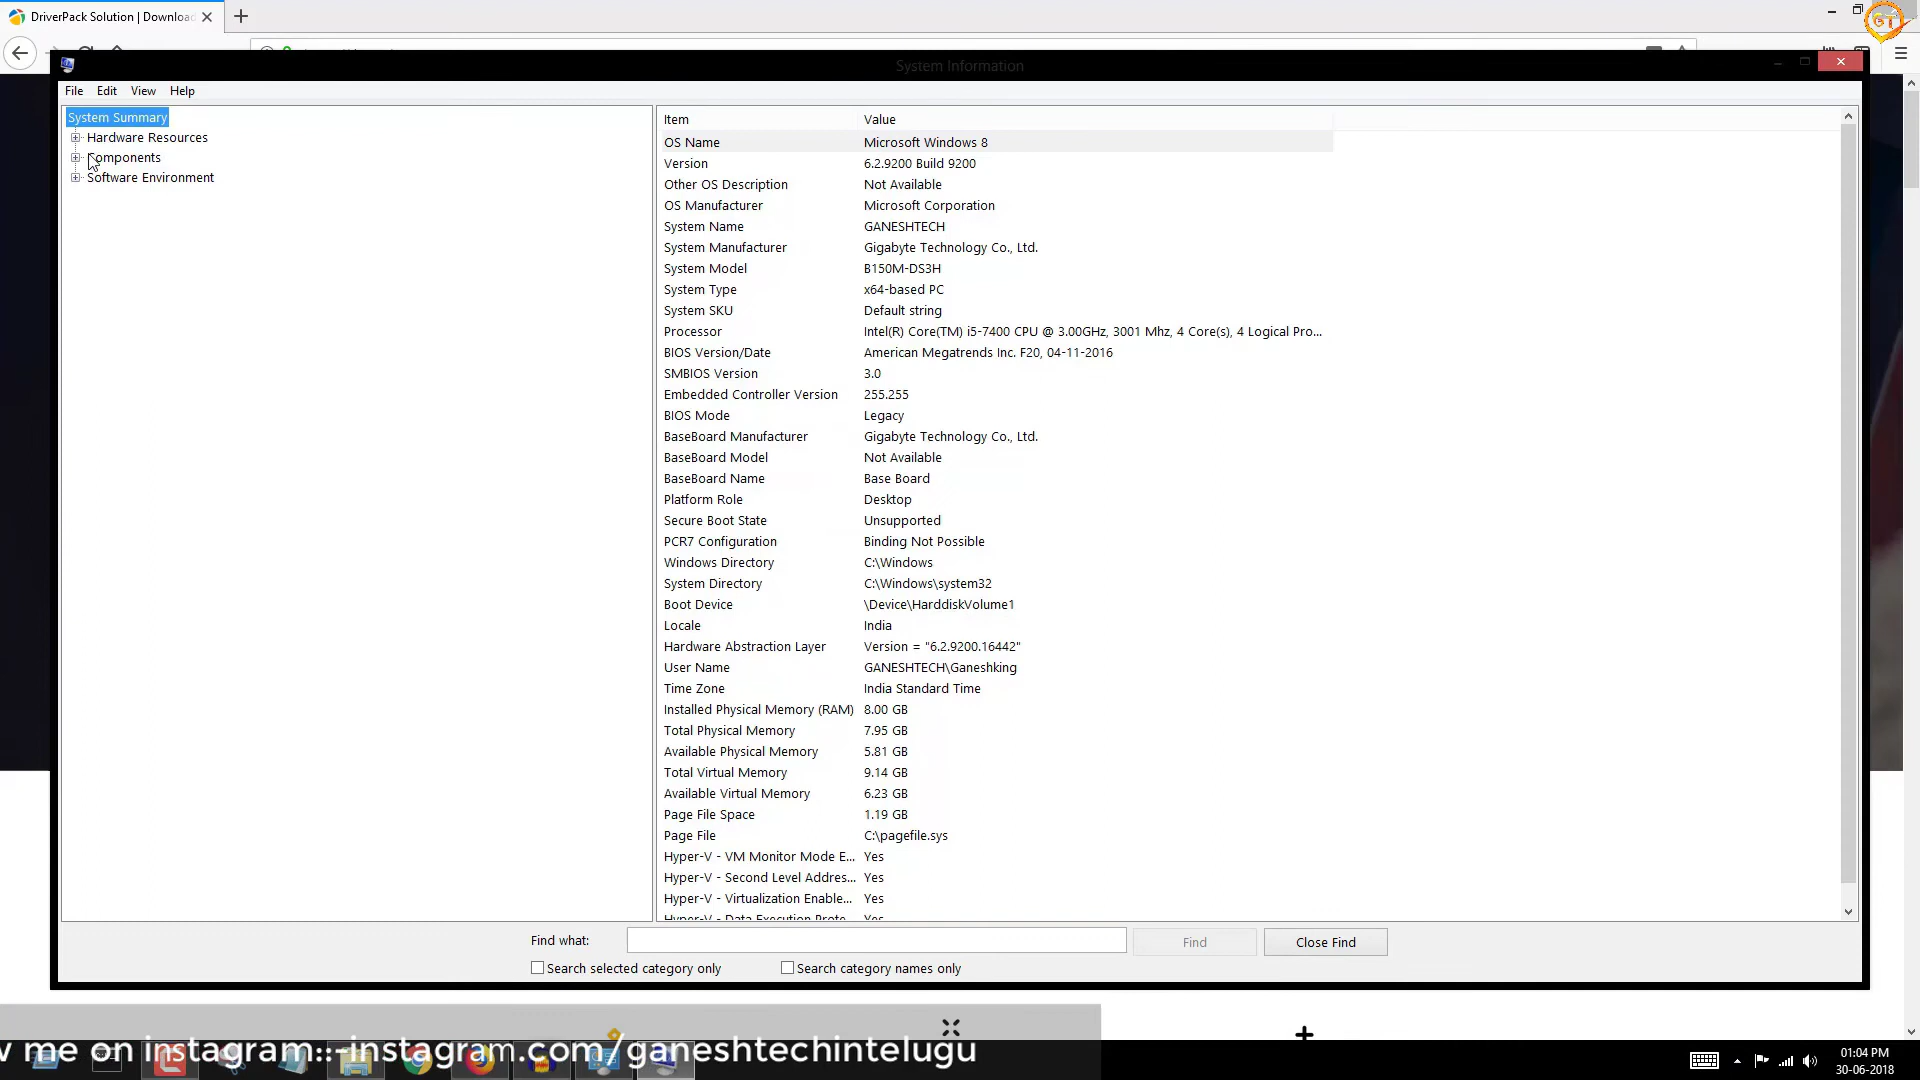 DriverPack Solution | Downloa
GT
System Information
File Edit View Help
System Summary
Hardware Resources
Components
Software Environment
Item Value
OS Name Microsoft Windows 8
Version 6.2.9200 Build 9200
Other OS Description Not Available
OS Manufacturer Microsoft Corporation
System Name GANESHTECH
System Manufacturer Gigabyte Technology Co., Ltd.
System Model B150M-DS3H
System Type x64-based PC
System SKU Default string
Processor Intel(R) Core(TM) i5-7400 CPU @ 3.00GHz, 3001 Mhz, 4 Core(s), 4 Logical Pro...
BIOS Version/Date American Megatrends Inc. F20, 04-11-2016
SMBIOS Version 3.0
Embedded Controller Version 255.255
BIOS Mode Legacy
BaseBoard Manufacturer Gigabyte Technology Co., Ltd.
BaseBoard Model Not Available
BaseBoard Name Base Board
Platform Role Desktop
Secure Boot State Unsupported
PCR7 Configuration Binding Not Possible
Windows Directory C:\Windows
System Directory C:\Windows\system32
Boot Device \Device\HarddiskVolume1
Locale India
Hardware Abstraction Layer Version = "6.2.9200.16442"
User Name GANESHTECH\Ganeshking
Time Zone India Standard Time
Installed Physical Memory (RAM) 8.00 GB
Total Physical Memory 7.95 GB
Available Physical Memory 5.81 GB
Total Virtual Memory 9.14 GB
Available Virtual Memory 6.23 GB
Page File Space 1.19 GB
Page File C:\pagefile.sys
Hyper-V - VM Monitor Mode E... Yes
Hyper-V - Second Level Addres... Yes
Hyper-V - Virtualization Enable... Yes
Hyper-V - Data Execution Prote... Yes
Find what: Find Close Find
Search selected category only Search category names only
w me on instagram::-instagram.com/ganeshtechintelugu
01:04 PM
30-06-2018